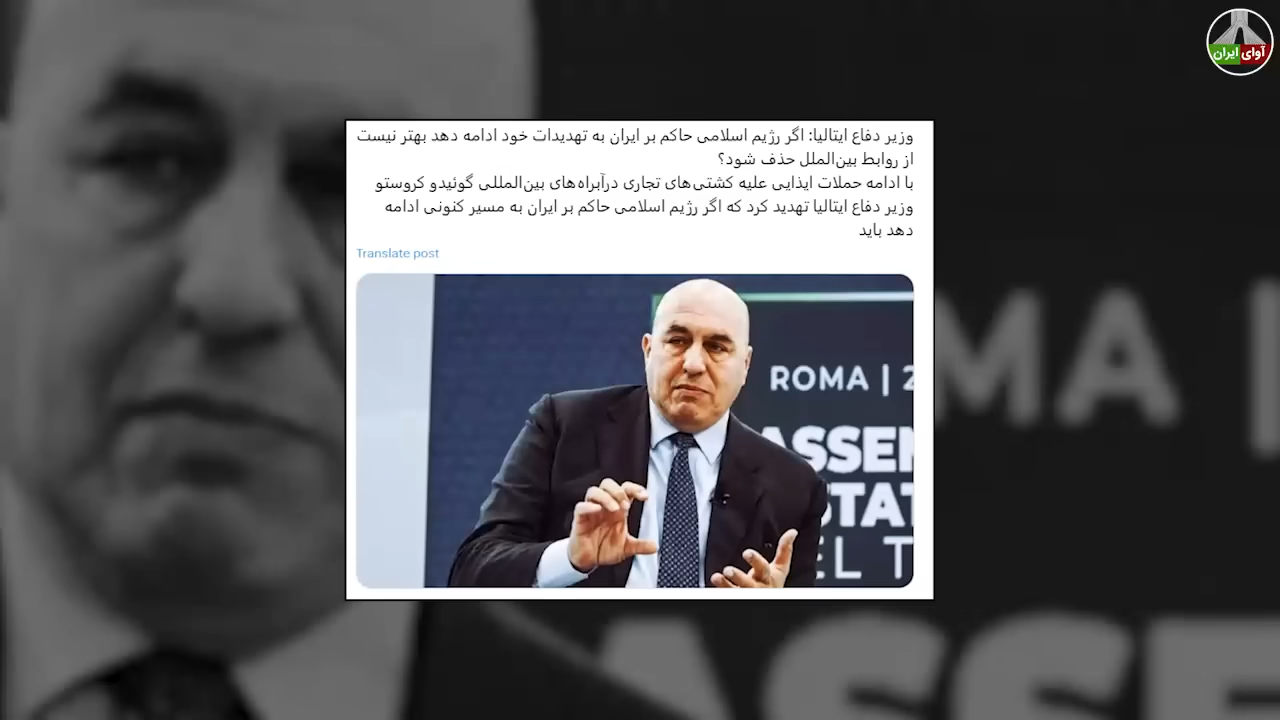 آوای ایران
وزیر دفاع ایتالیا: اگر رژیم اسلامی حاکم بر ایران به تهدیدات خود ادامه دهد بهتر نیست
از روابط بین‌الملل حذف شود؟
با ادامه حملات ایذایی علیه کشتی‌های تجاری درآبراه‌های بین‌المللی گوئیدو کروستو
وزیر دفاع ایتالیا تهدید کرد که اگر رژیم اسلامی حاکم بر ایران به مسیر کنونی ادامه
دهد باید
Translate post
ROMA | 2
ASSEM
STAT
EL T
MA |
ASSE